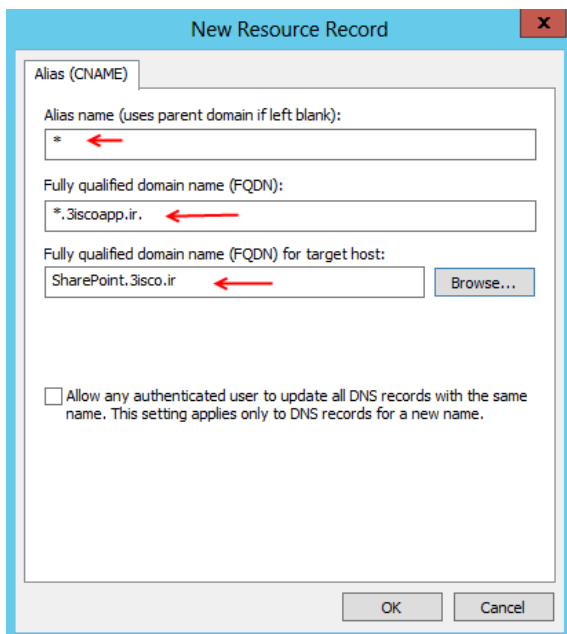 New Resource Record
x
Alias (CNAME)
Alias name (uses parent domain if left blank):
*
Fully qualified domain name (FQDN):
*.3iscoapp.ir.
Fully qualified domain name (FQDN) for target host:
SharePoint.3isco.ir
Browse...
Allow any authenticated user to update all DNS records with the same
name. This setting applies only to DNS records for a new name.
OK Cancel